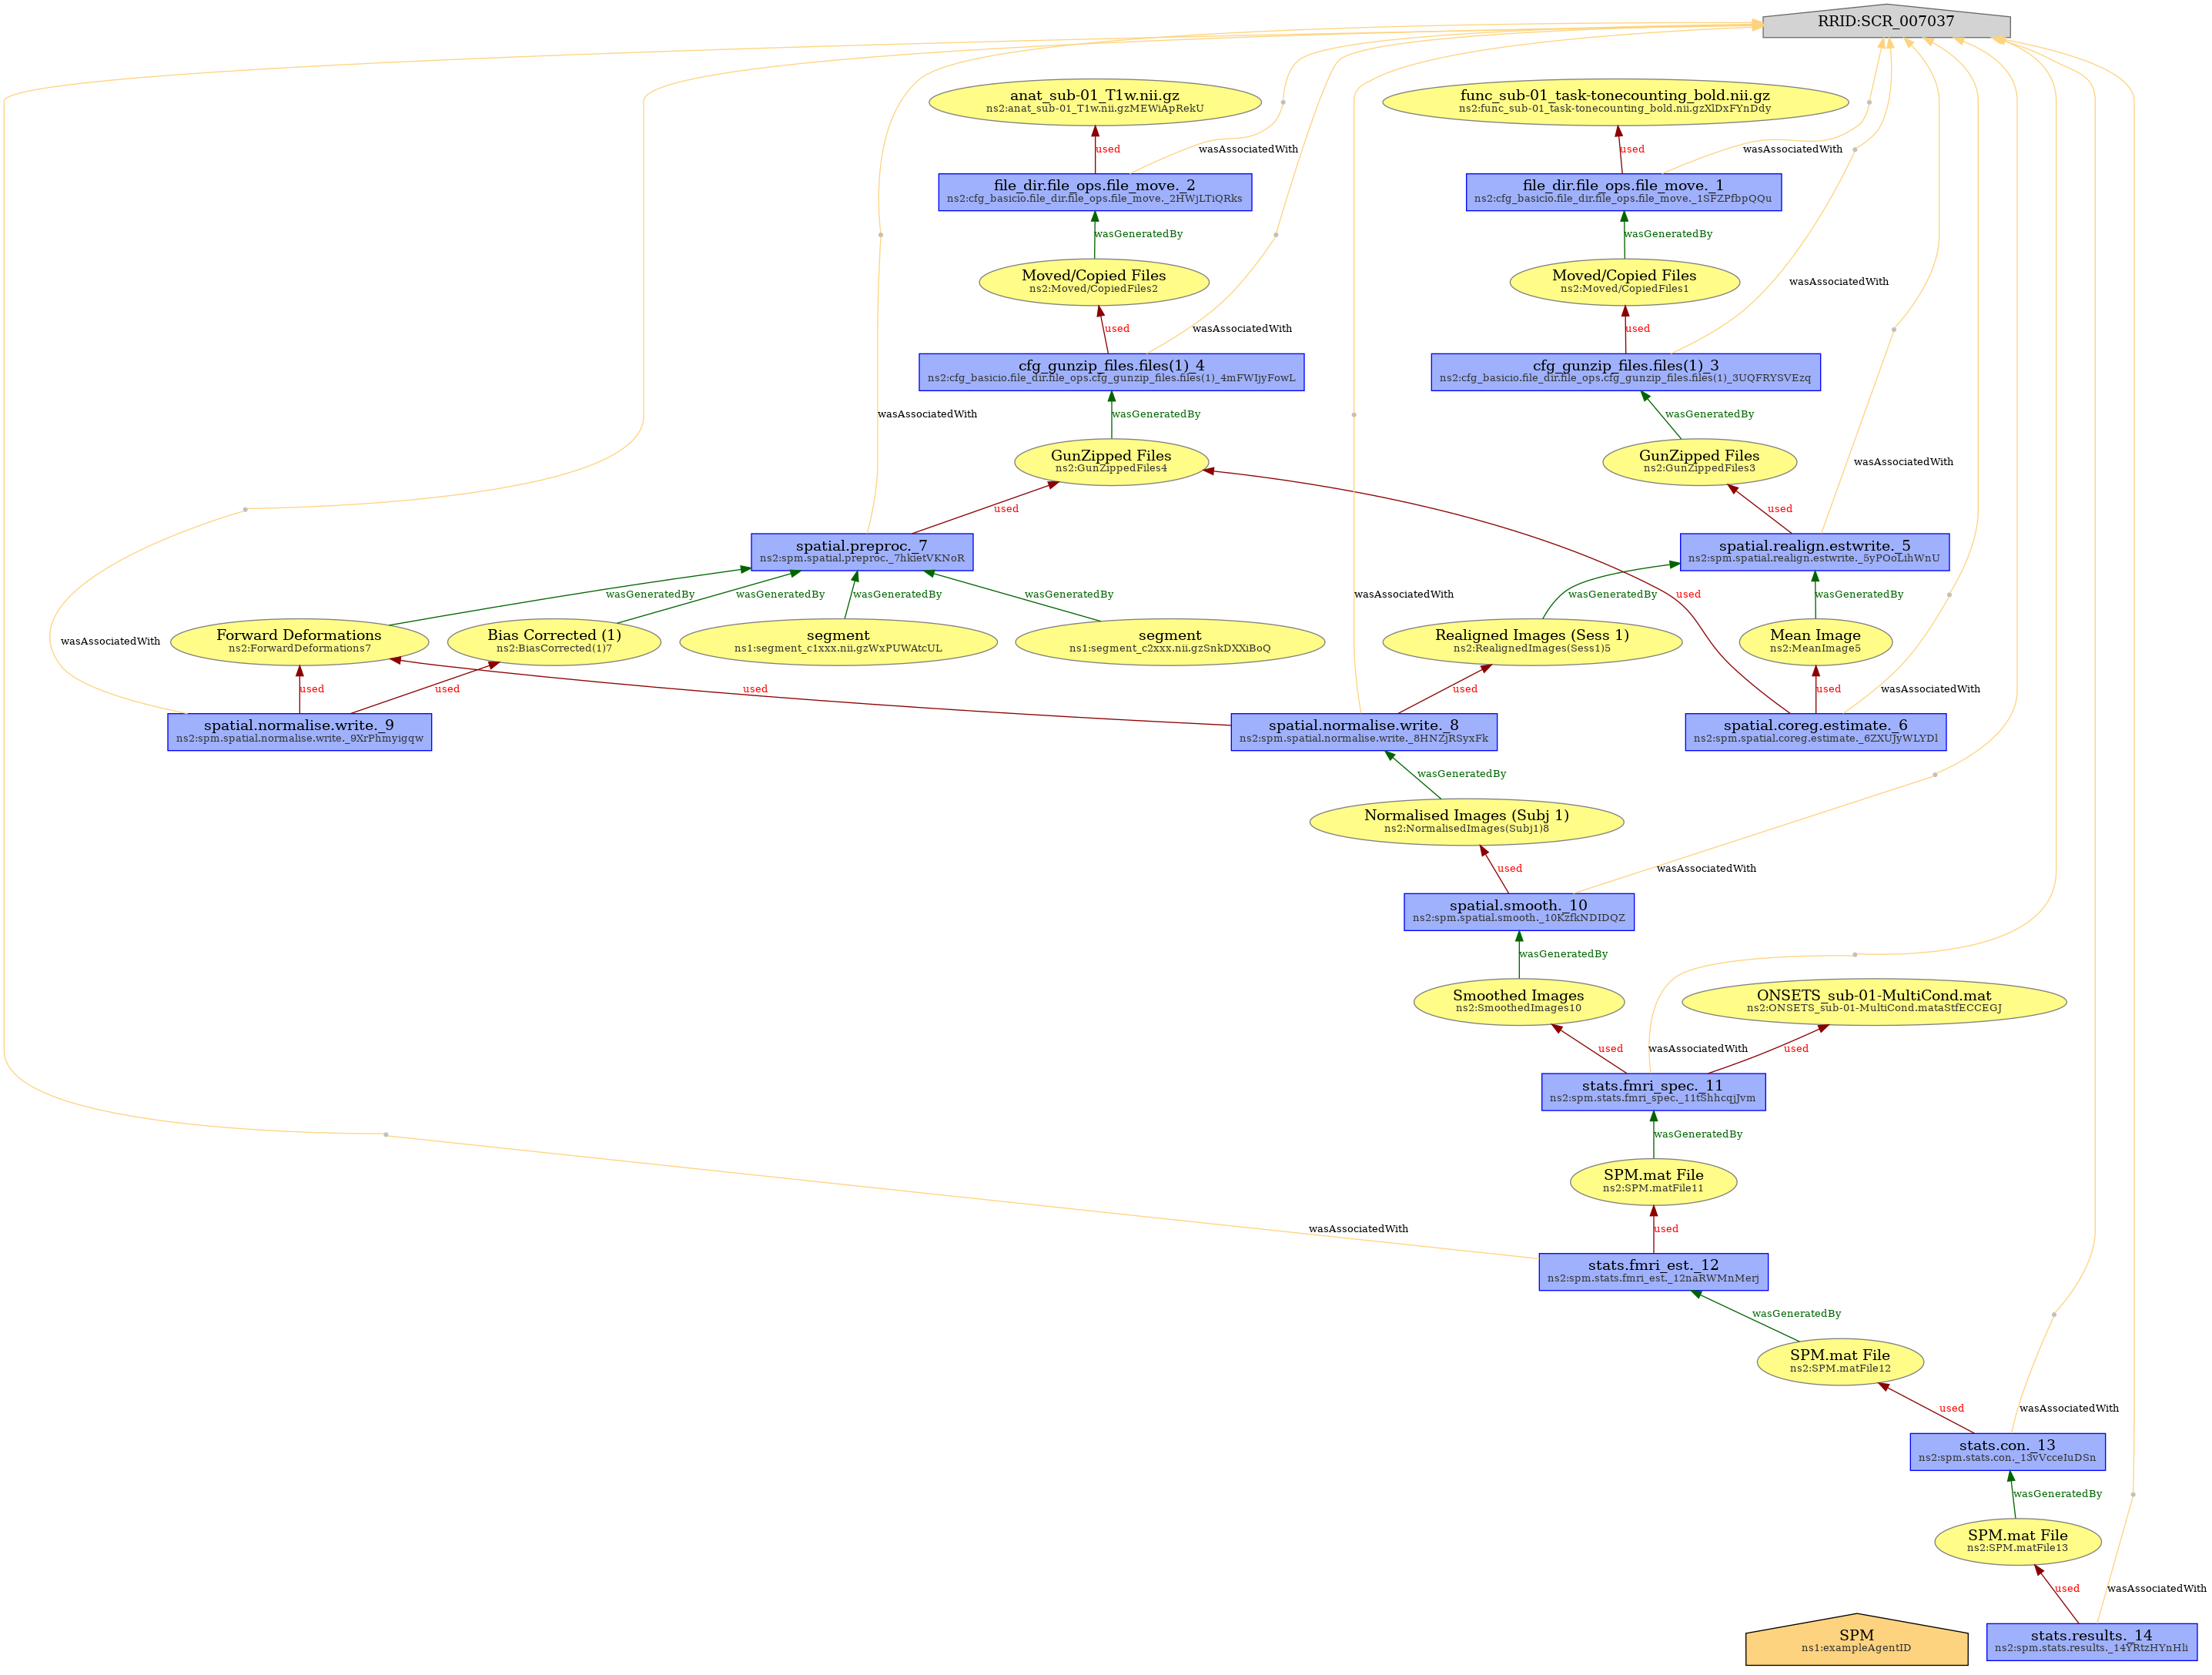 RRID:SCR_007037
anat_sub-01_T1w.nii.gz
ns2:anat_sub-01_T1w.nii.gzMEWiApRekU
func_sub-01_task-tonecounting_bold.nii.gz
ns2:func_sub-01_task-tonecounting_bold.nii.gzXlDxFYnDdy
used
wasAssociatedWith
used
wasAssociatedWith
file_dir.file_ops.file_move._2
ns2:cfg_basicio.file_dir.file_ops.file_move._2HWjLTiQRks
file_dir.file_ops.file_move._1
ns2:cfg_basicio.file_dir.file_ops.file_move._1SFZPfbpQQu
wasGeneratedBy
wasGeneratedBy
Moved/Copied Files
ns2:Moved/CopiedFiles2
Moved/Copied Files
ns2:Moved/CopiedFiles1
wasAssociatedWith
used
wasAssociatedWith
used
cfg_gunzip_files.files(1)_4
ns2:cfg_basicio.file_dir.file_ops.cfg_gunzip_files.files(1)_4mFWIjyFowL
cfg_gunzip_files.files(1)_3
ns2:cfg_basicio.file_dir.file_ops.cfg_gunzip_files.files(1)_3UQFRYSVEzq
wasAssociatedWith
wasGeneratedBy
wasGeneratedBy
GunZipped Files
ns2:GunZippedFiles4
GunZipped Files
ns2:GunZippedFiles3
wasAssociatedWith
used
used
spatial.preproc._7
ns2:spm.spatial.preproc._7hkietVKNoR
spatial.realign.estwrite._5
ns2:spm.spatial.realign.estwrite._5yPOoLihWnU
wasGeneratedBy
wasGeneratedBy
wasGeneratedBy
wasGeneratedBy
wasAssociatedWith
wasGeneratedBy
used
wasGeneratedBy
wasAssociatedWith
Forward Deformations
ns2:ForwardDeformations7
Bias Corrected (1)
ns2:BiasCorrected(1)7
segment
ns1:segment_c1xxx.nii.gzWxPUWAtcUL
segment
ns1:segment_c2xxx.nii.gzSnkDXXiBoQ
Realigned Images (Sess 1)
ns2:RealignedImages(Sess1)5
Mean Image
ns2:MeanImage5
used
used
used
used
used
wasAssociatedWith
spatial.normalise.write._9
ns2:spm.spatial.normalise.write._9XrPhmyigqw
spatial.normalise.write._8
ns2:spm.spatial.normalise.write._8HNZjRSyxFk
spatial.coreg.estimate._6
ns2:spm.spatial.coreg.estimate._6ZXUJyWLYDl
wasGeneratedBy
Normalised Images (Subj 1)
ns2:NormalisedImages(Subj1)8
used
wasAssociatedWith
spatial.smooth._10
ns2:spm.spatial.smooth._10KzfkNDIDQZ
wasGeneratedBy
Smoothed Images
ns2:SmoothedImages10
ONSETS_sub-01-MultiCond.mat
ns2:ONSETS_sub-01-MultiCond.mataStfECCEGJ
used
wasAssociatedWith
used
stats.fmri_spec._11
ns2:spm.stats.fmri_spec._11tShhcqjJvm
wasGeneratedBy
SPM.mat File
ns2:SPM.matFile11
wasAssociatedWith
used
stats.fmri_est._12
ns2:spm.stats.fmri_est._12naRWMnMerj
wasGeneratedBy
SPM.mat File
ns2:SPM.matFile12
used
wasAssociatedWith
stats.con._13
ns2:spm.stats.con._13vVcceIuDSn
wasGeneratedBy
SPM.mat File
ns2:SPM.matFile13
used
wasAssociatedWith
SPM
ns1:exampleAgentID
stats.results._14
ns2:spm.stats.results._14YRtzHYnHli